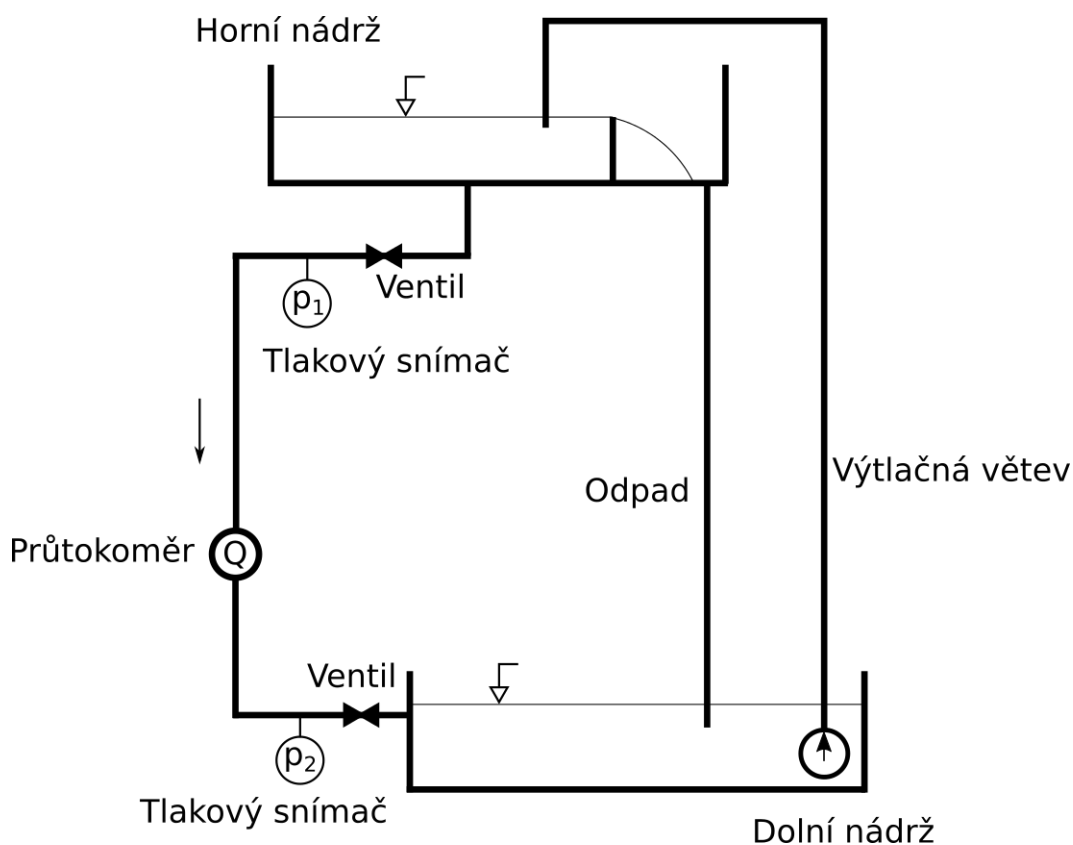 Horní nádrž
Ventil
p1
Tlakový snímač
Výtlačná větev
Odpad
Průtokoměr
Q
Ventil
p2
Tlakový snímač
Dolní nádrž